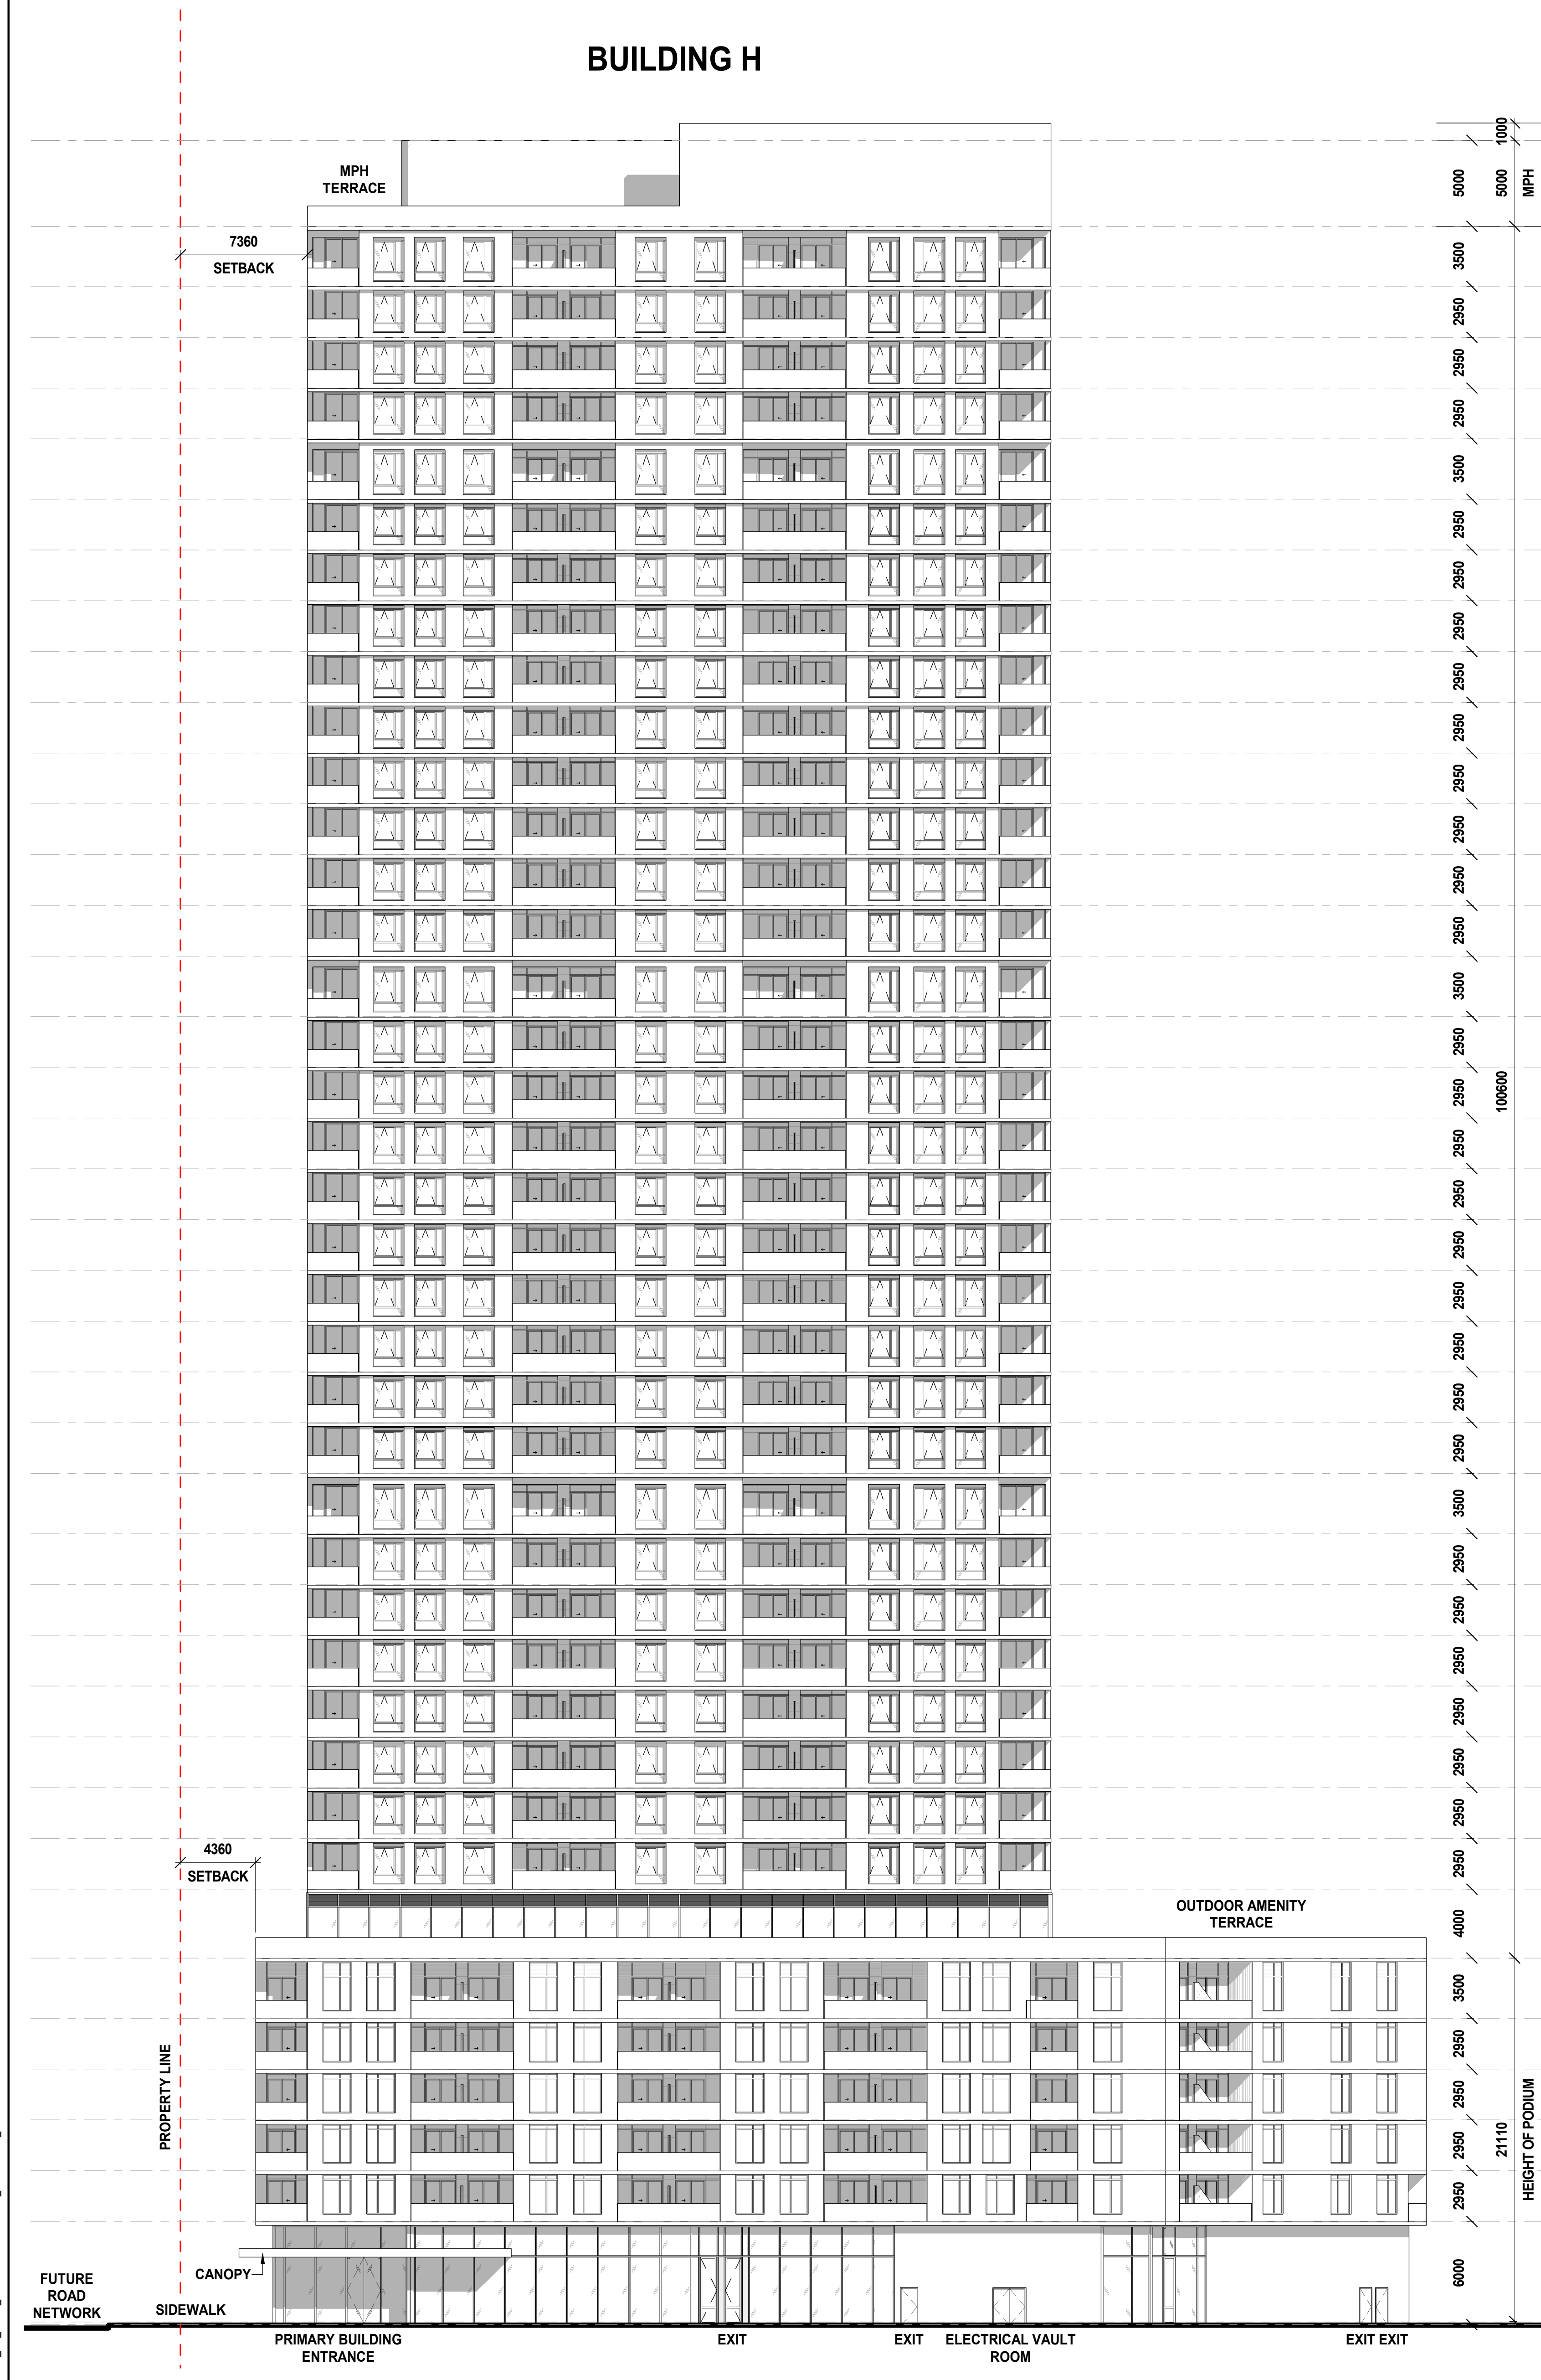 BUILDING H
1000
MPH
TERRACE
5000
5000
MPH
7360
SETBACK
3500
2950
2950
2950
3500
2950
2950
2950
2950
2950
2950
2950
2950
2950
3500
2950
2950
100600
2950
2950
2950
2950
2950
2950
2950
3500
2950
2950
2950
2950
2950
2950
2950
4360
SETBACK
OUTDOOR AMENITY
TERRACE
4000
3500
2950
2950
2950
2950
PROPERTY LINE
21110
HEIGHT OF PODIUM
CANOPY
6000
FUTURE
ROAD
NETWORK
SIDEWALK
PRIMARY BUILDING
ENTRANCE
EXIT
EXIT
ELECTRICAL VAULT
ROOM
EXIT EXIT